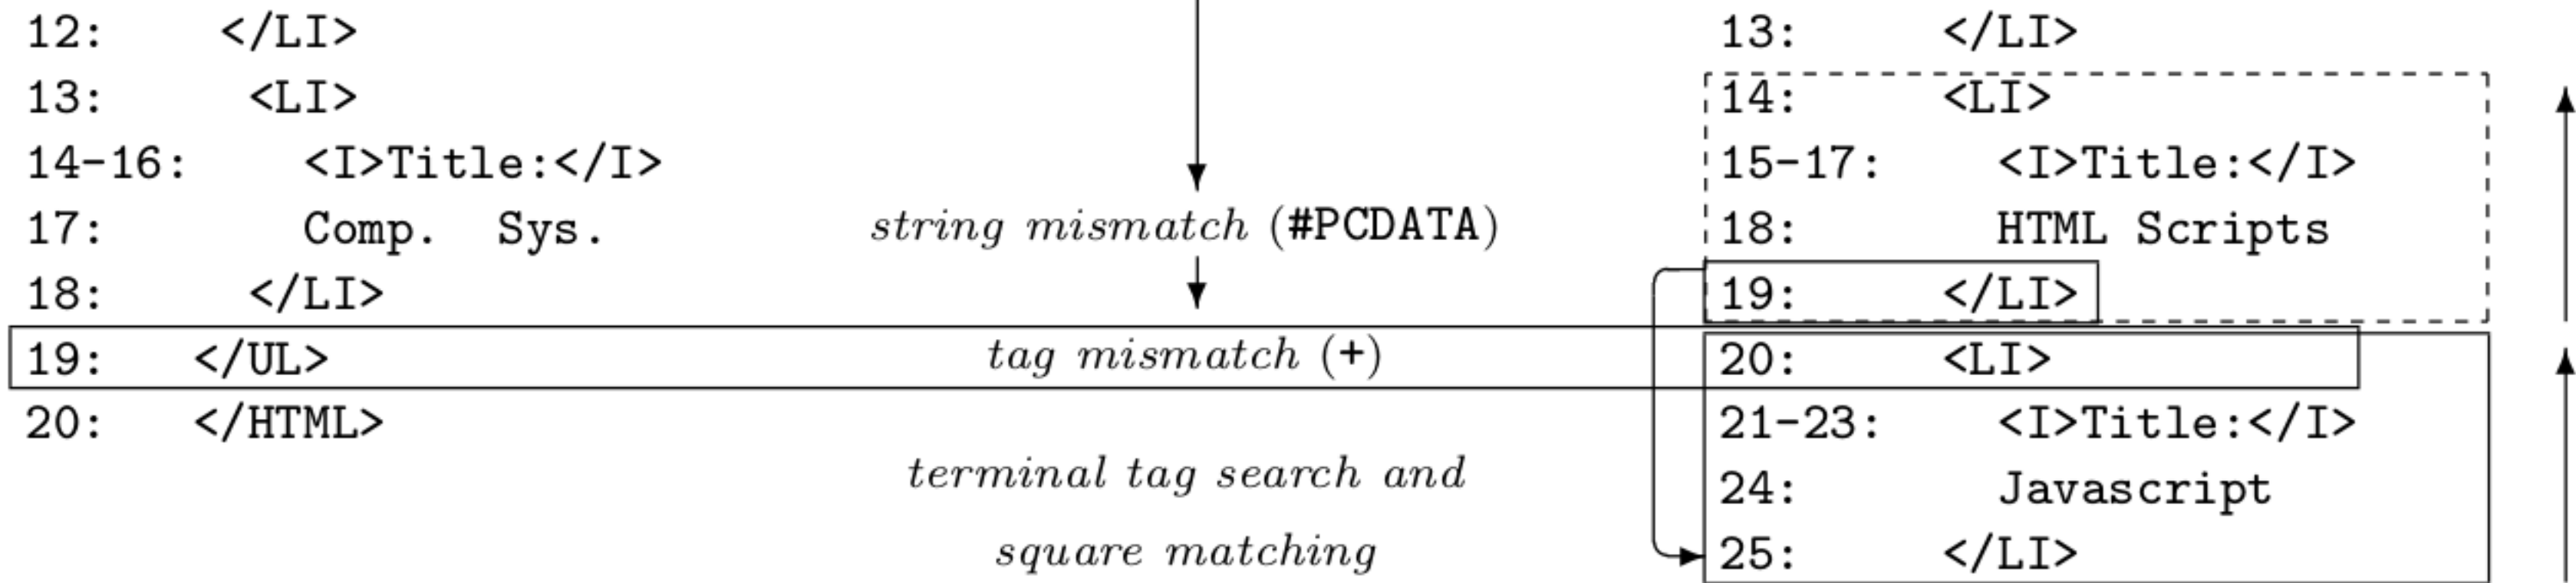 12: </LI>
13: <LI>
14-16: <I>Title:</I>
17: Comp. Sys.
18: </LI>
19: </UL>
20: </HTML>
string mismatch (#PCDATA)
tag mismatch (+)
terminal tag search and
square matching
13: </LI>
14: <LI>
15-17: <I>Title:</I>
18: HTML Scripts
19: </LI>
20: <LI>
21-23: <I>Title:</I>
24: Javascript
25: </LI>